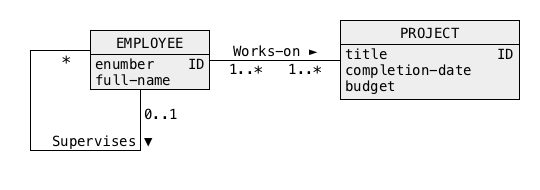 EMPLOYEE
enumber ID
full-name
*
0..1
Supervises ▼
Works-on ►
1..* 1..*
PROJECT
title ID
completion-date
budget